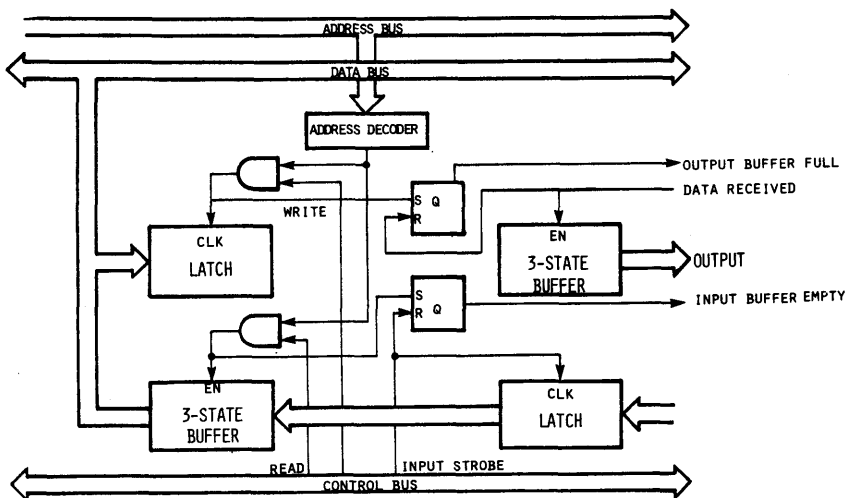 ADDRESS BUS
DATA BUS
ADDRESS DECODER
OUTPUT BUFFER FULL
DATA RECEIVED
S Q
R
WRITE
CLK
LATCH
EN
3-STATE
BUFFER
OUTPUT
S
R Q
INPUT BUFFER EMPTY
EN
3-STATE
BUFFER
CLK
LATCH
READ
INPUT STROBE
CONTROL BUS